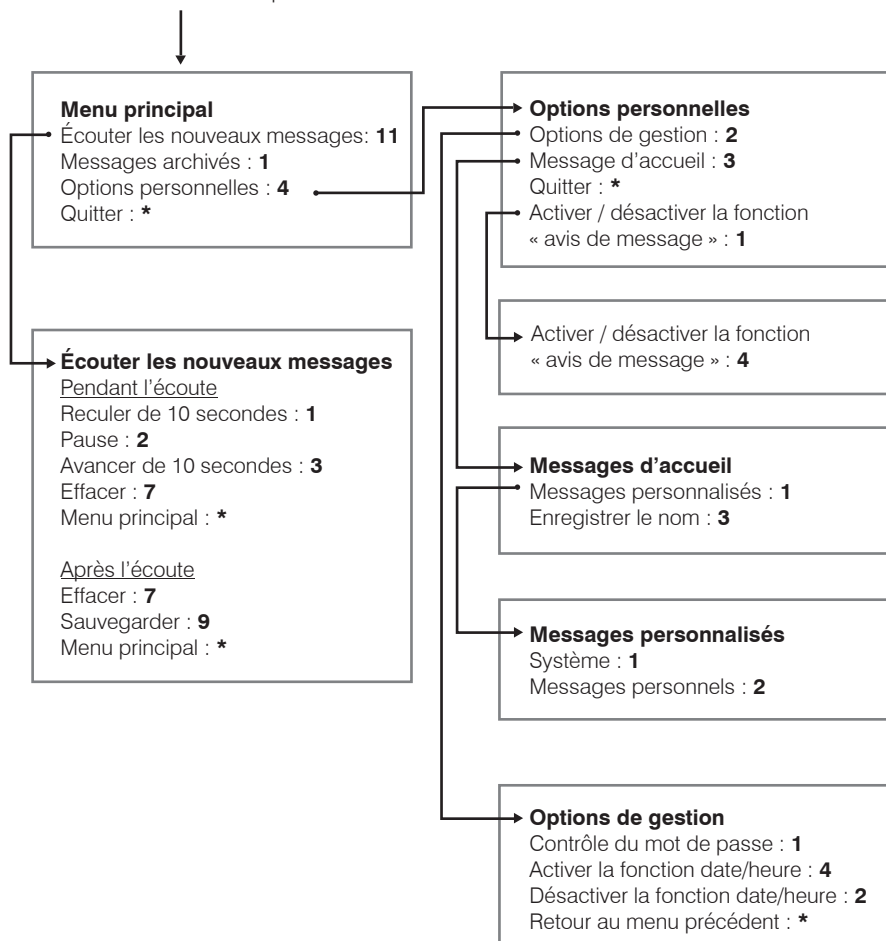 Menu principal
Écouter les nouveaux messages: 11
Messages archivés : 1
Options personnelles : 4
Quitter : *
Écouter les nouveaux messages
Pendant l'écoute
Reculer de 10 secondes : 1
Pause : 2
Avancer de 10 secondes : 3
Effacer : 7
Menu principal : *
Après l'écoute
Effacer : 7
Sauvegarder : 9
Menu principal : *
Options personnelles
Options de gestion : 2
Message d'accueil : 3
Quitter : *
Activer / désactiver la fonction
« avis de message » : 1
Activer / désactiver la fonction
« avis de message » : 4
Messages d'accueil
Messages personnalisés : 1
Enregistrer le nom : 3
Messages personnalisés
Système : 1
Messages personnels : 2
Options de gestion
Contrôle du mot de passe : 1
Activer la fonction date/heure : 4
Désactiver la fonction date/heure : 2
Retour au menu précédent : *